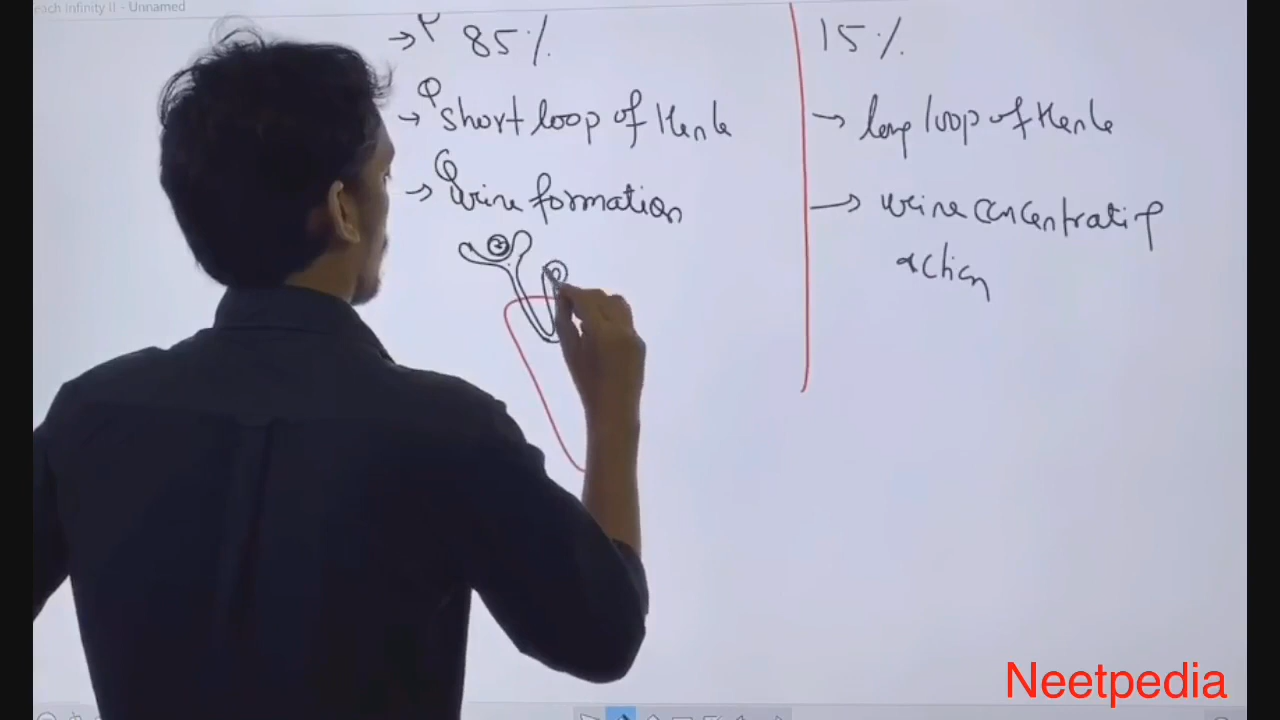 each Infinity II - Unnamed
→ 85%
→ short loop of Henle
→ urine formation
15%
→ long loop of Henle
→ urine concentrating
action
Neetpedia